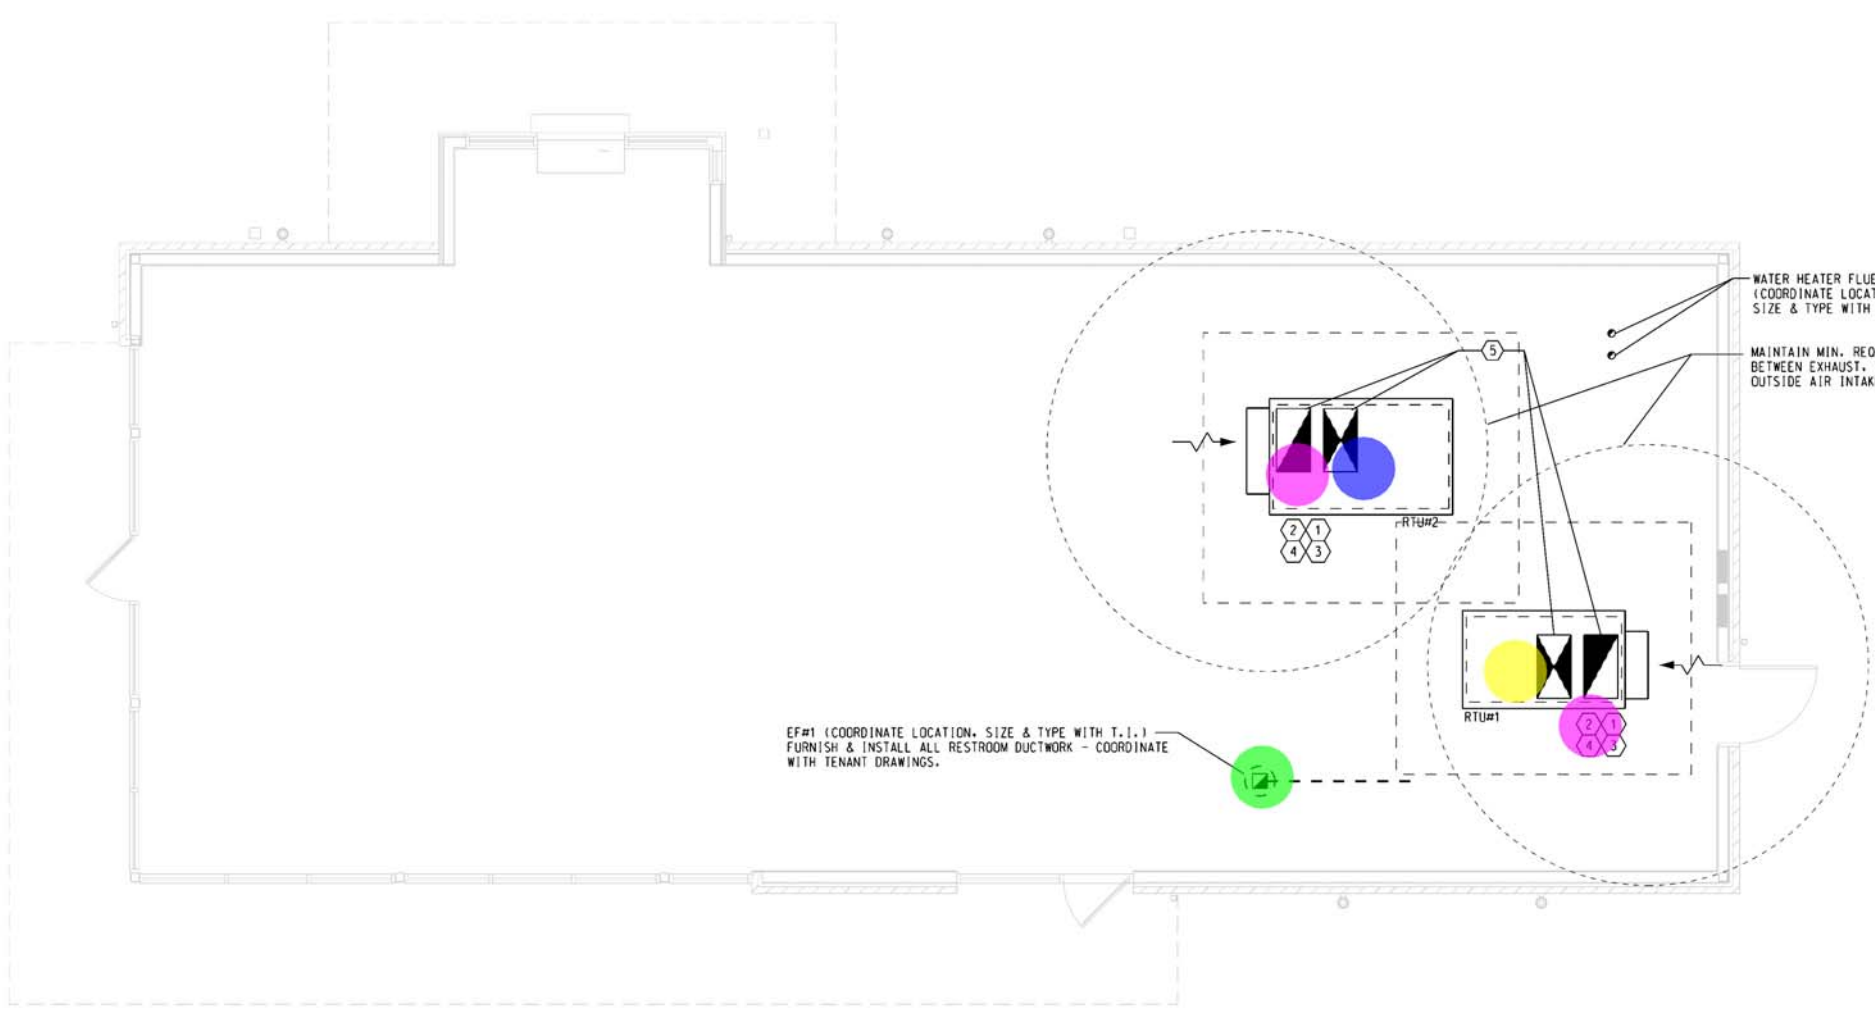 WATER HEATER FLUE
(COORDINATE LOCAT
SIZE & TYPE WITH
MAINTAIN MIN. REQ
BETWEEN EXHAUST.
OUTSIDE AIR INTAK
5
RTU#2
2 1
4 3
RTU#1
2 1
4 3
EF#1 (COORDINATE LOCATION. SIZE & TYPE WITH T.I.)
FURNISH & INSTALL ALL RESTROOM DUCTWORK - COORDINATE
WITH TENANT DRAWINGS.